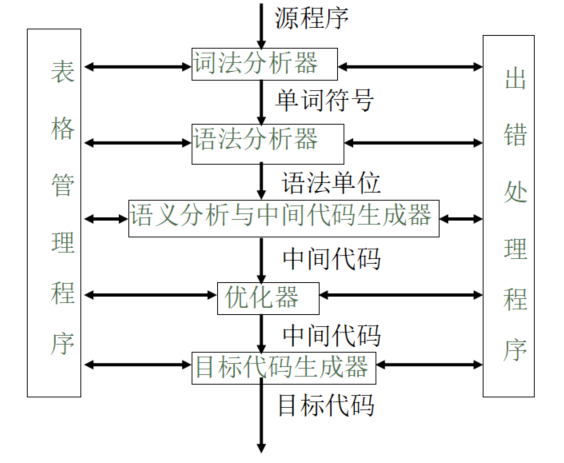 源程序
词法分析器
单词符号
语法分析器
语法单位
语义分析与中间代码生成器
中间代码
优化器
中间代码
目标代码生成器
目标代码
表格管理程序
出错处理程序